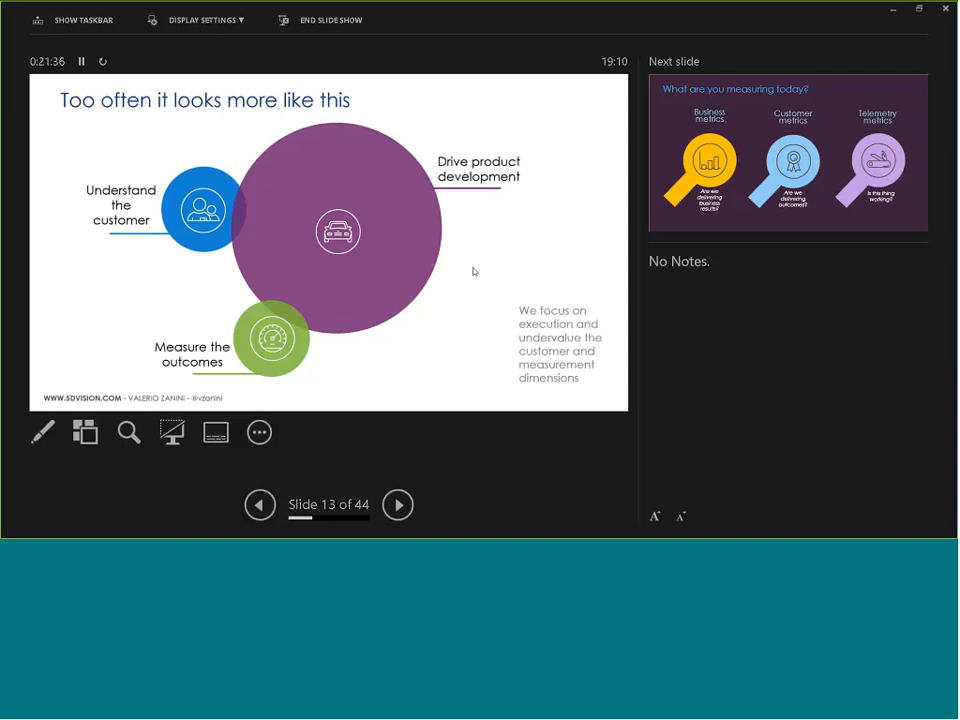 SHOW TASKBAR
DISPLAY SETTINGS ▼
END SLIDE SHOW
0:21:36
19:10
Too often it looks more like this
Understand
the
customer
Drive product
development
Measure the
outcomes
We focus on
execution and
undervalue the
customer and
measurement
dimensions
WWW.5DVISION.COM - VALERIO ZANINI - @vzanini
Slide 13 of 44
Next slide
What are you measuring today?
Business
metrics
Customer
metrics
Telemetry
metrics
Are we
delivering
business
results?
Are we
delivering
outcomes?
Is this thing
working?
No Notes.
A
A